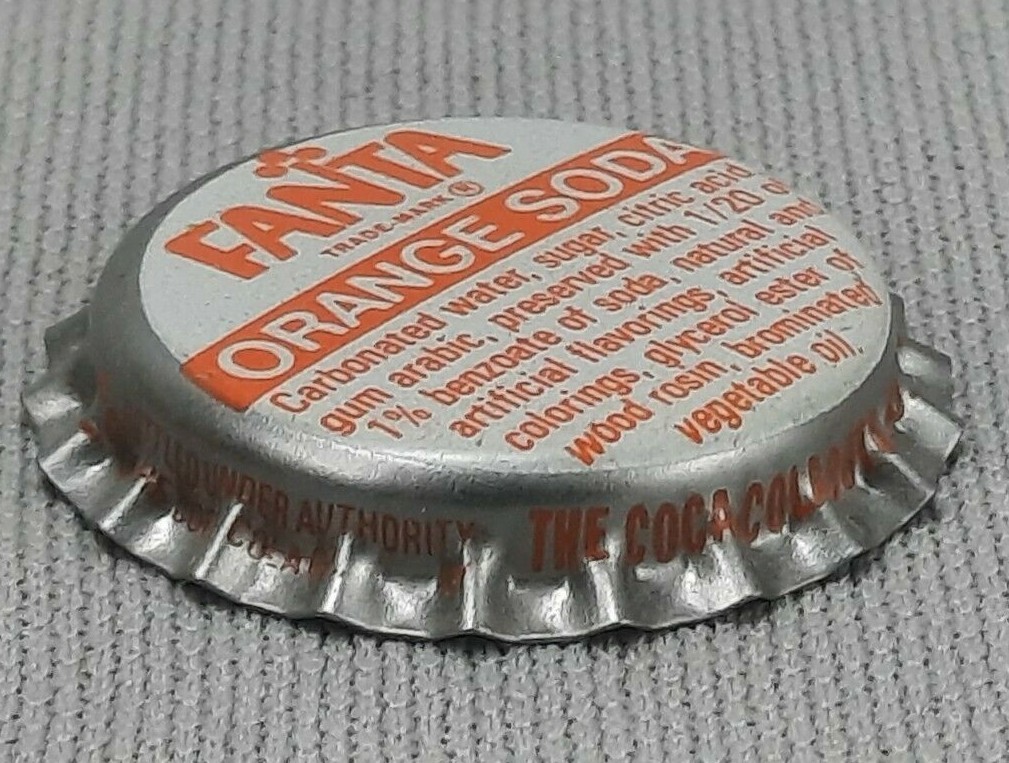 FANTA
TRADE-MARK ®
ORANGE SODA
Carbonated water, sugar, citric acid,
gum arabic, preserved with 1/20 of
1% benzoate of soda, natural and
artificial flavorings, artificial
colorings, glycerol ester of
wood rosin, brominated
vegetable oil.
UNDER AUTHORITY
THE COCA-COLA